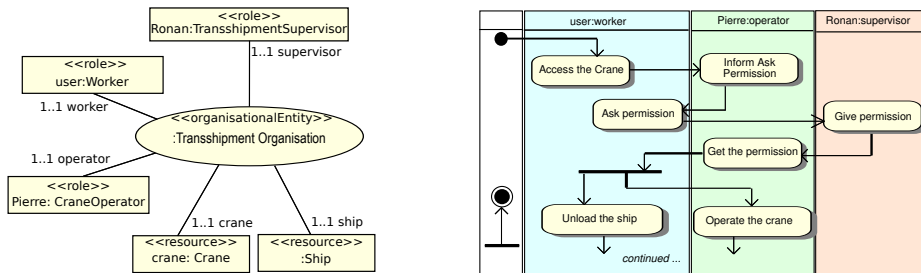 <<role>>
Ronan:TransshipmentSupervisor
1..1 supervisor
<<role>>
user:Worker
1..1 worker
<<organisationalEntity>>
:Transshipment Organisation
1..1 operator
<<role>>
Pierre: CraneOperator
1..1 crane
1..1 ship
<<resource>>
crane: Crane
<<resource>>
:Ship
user:worker
Pierre:operator
Ronan:supervisor
Access the Crane
Inform Ask
Permission
Ask permission
Give permission
Get the permission
Unload the ship
Operate the crane
continued ...